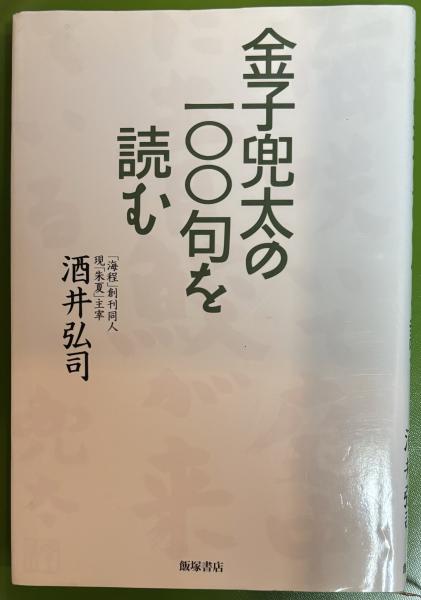 金子兜太の
一〇〇句を
読む
「海程」創刊同人
現「朱夏」主宰
酒井弘司
飯塚書店